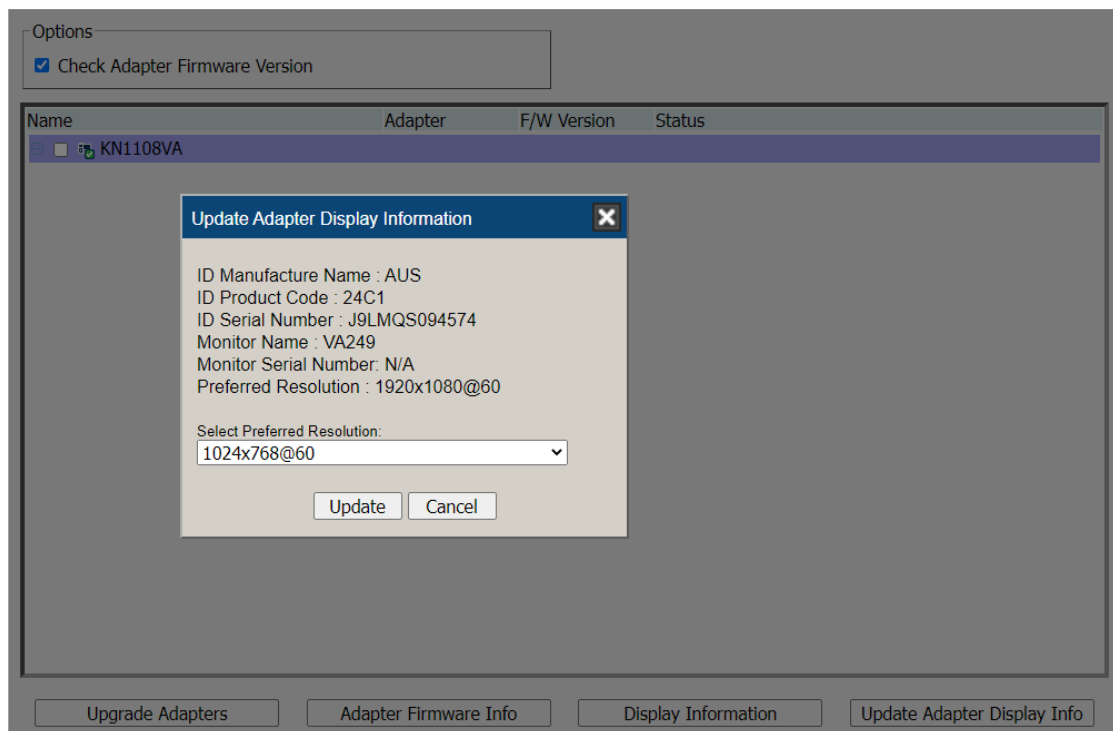 Options
Check Adapter Firmware Version
Name Adapter F/W Version Status
KN1108VA
Update Adapter Display Information
ID Manufacture Name : AUS
ID Product Code : 24C1
ID Serial Number : J9LMQS094574
Monitor Name : VA249
Monitor Serial Number: N/A
Preferred Resolution : 1920x1080@60
Select Preferred Resolution:
1024x768@60
Update Cancel
Upgrade Adapters Adapter Firmware Info Display Information Update Adapter Display Info